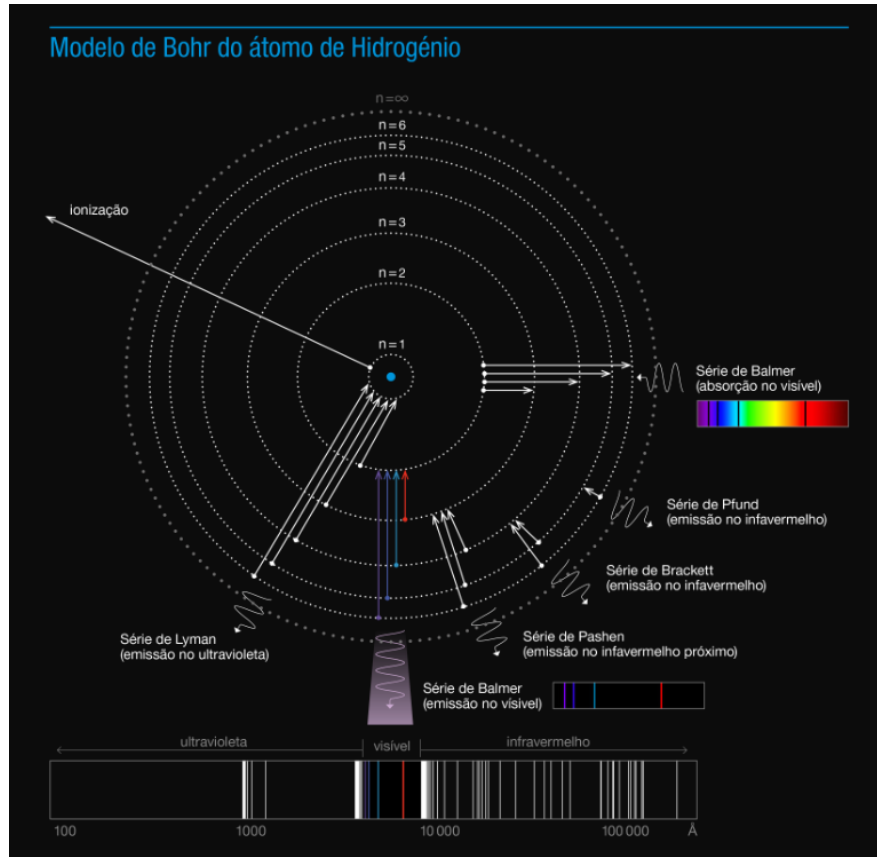 Modelo de Bohr do átomo de Hidrogénio
n=∞
n=6
n=5
n=4
n=3
n=2
n=1
ionização
Série de Balmer
(absorção no visível)
Série de Pfund
(emissão no infavermelho)
Série de Brackett
(emissão no infavermelho)
Série de Pashen
(emissão no infavermelho próximo)
Série de Lyman
(emissão no ultravioleta)
Série de Balmer
(emissão no vísivel)
ultravioleta
visível
infravermelho
100
1000
10 000
100 000
Å